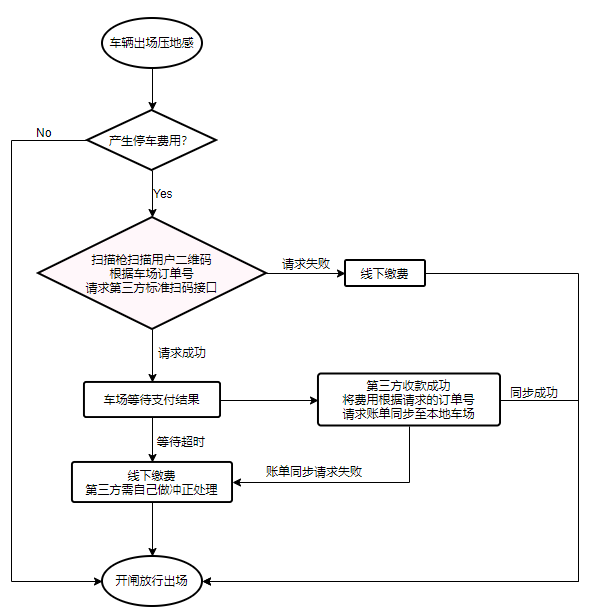 车辆出场压地感
No
产生停车费用?
Yes
扫描枪扫描用户二维码
根据车场订单号
请求第三方标准扫码接口
请求失败
线下缴费
请求成功
车场等待支付结果
第三方收款成功
将费用根据请求的订单号
请求账单同步至本地车场
同步成功
等待超时
账单同步请求失败
线下缴费
第三方需自己做冲正处理
开闸放行出场